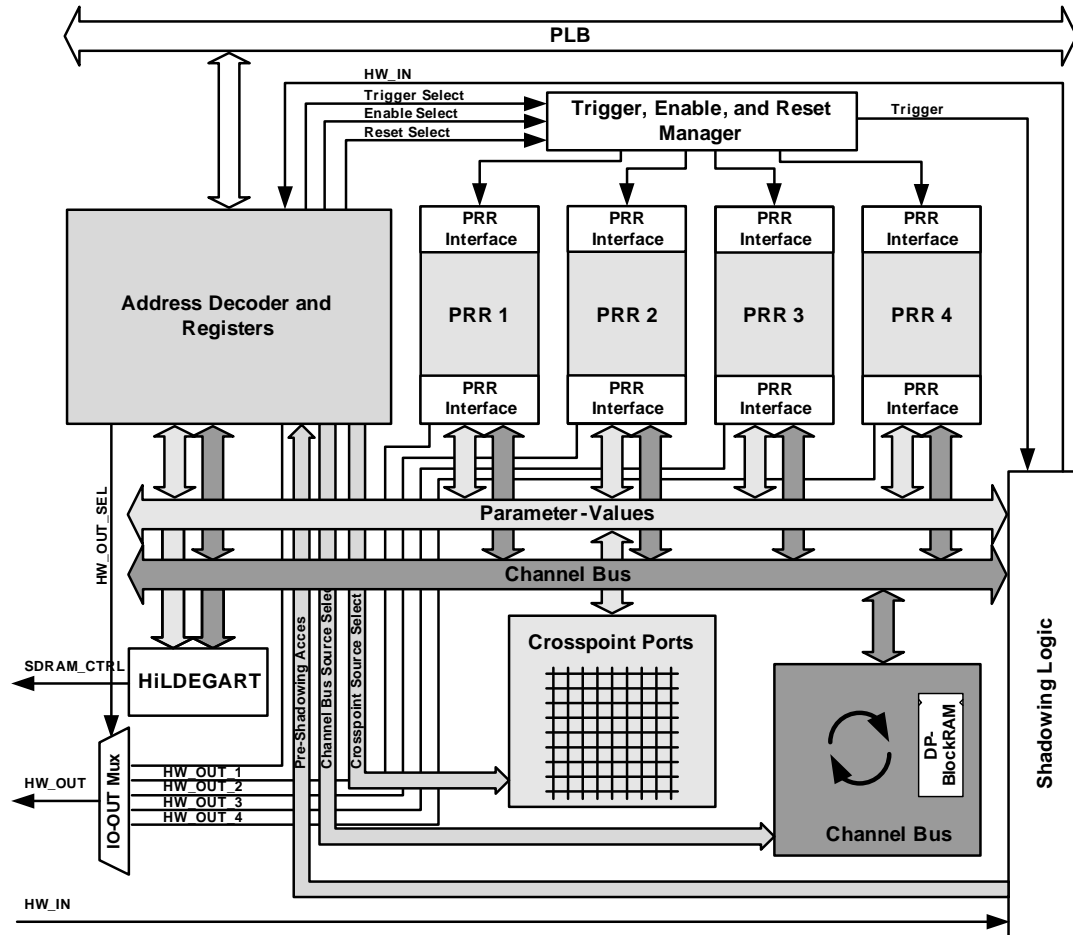 PLB
HW_IN
Trigger Select
Enable Select
Reset Select
Trigger, Enable, and Reset
Manager
Trigger
Address Decoder and
Registers
PRR
Interface
PRR 1
PRR
Interface
PRR
Interface
PRR 2
PRR
Interface
PRR
Interface
PRR 3
PRR
Interface
PRR
Interface
PRR 4
PRR
Interface
HW_OUT_SEL
Parameter-Values
Channel Bus
Pre-Shadowing Acces
Channel Bus Source Select
Crosspoint Source Select
SDRAM_CTRL
HiLDEGART
Crosspoint Ports
DP-
BlockRAM
Channel Bus
Shadowing Logic
IO-OUT Mux
HW_OUT
HW_OUT_1
HW_OUT_2
HW_OUT_3
HW_OUT_4
HW_IN